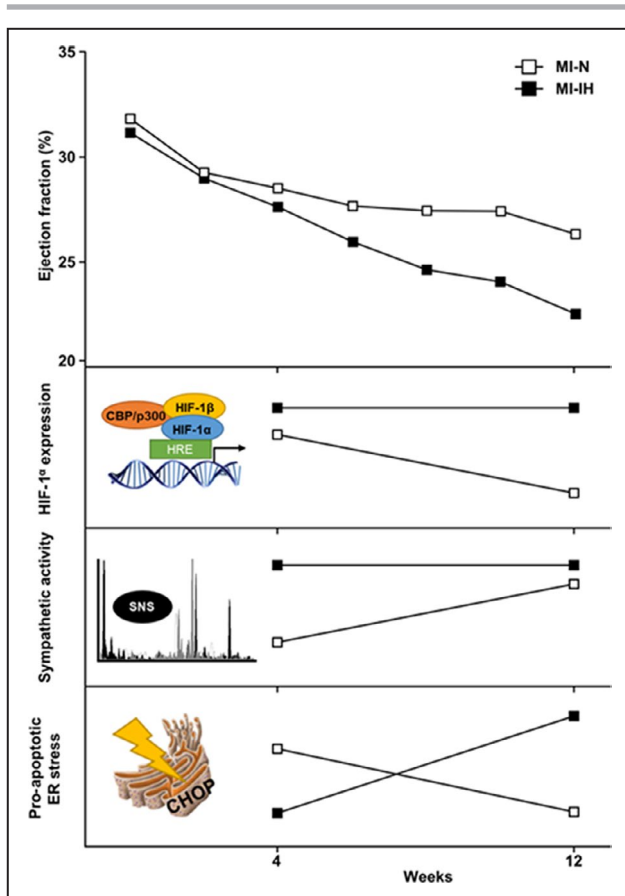 35
30
25
20
Ejection fraction (%)
MI-N
MI-IH
HIF-1α expression
CBP/p300
HIF-1β
HIF-1α
HRE
Sympathetic activity
SNS
Pro-apoptotic
ER stress
CHOP
4
12
Weeks